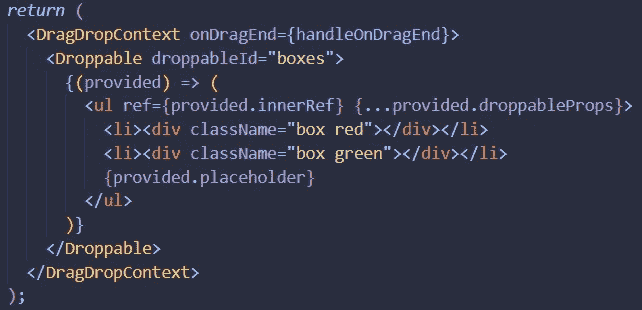 return (
<DragDropContext onDragEnd={handleOnDragEnd}>
<Droppable droppableId="boxes">
{(provided) => (
<ul ref={provided.innerRef} {...provided.droppableProps}>
<li><div className="box red"></div></li>
<li><div className="box green"></div></li>
{provided.placeholder}
</ul>
)}
</Droppable>
</DragDropContext>
);